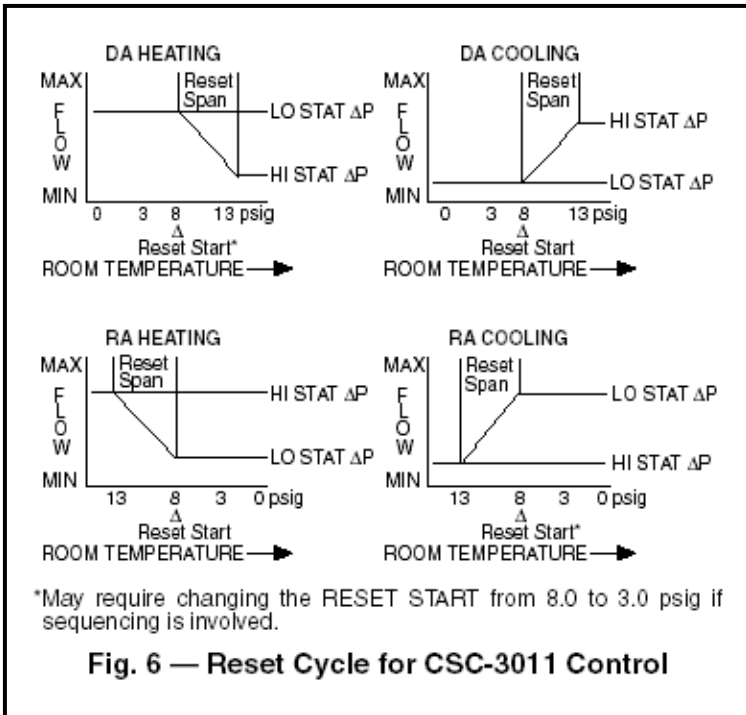 DA HEATING
MAX
FLOW
MIN
Reset
Span
LO STAT ΔP
HI STAT ΔP
0 3 8 13 psig
Δ
Reset Start*
ROOM TEMPERATURE
DA COOLING
MAX
FLOW
MIN
Reset
Span
HI STAT ΔP
LO STAT ΔP
0 3 8 13 psig
Δ
Reset Start
ROOM TEMPERATURE
RA HEATING
MAX
FLOW
MIN
Reset
Span
HI STAT ΔP
LO STAT ΔP
13 8 3 0 psig
Δ
Reset Start
ROOM TEMPERATURE
RA COOLING
MAX
FLOW
MIN
Reset
Span
LO STAT ΔP
HI STAT ΔP
13 8 3 0 psig
Δ
Reset Start*
ROOM TEMPERATURE
*May require changing the RESET START from 8.0 to 3.0 psig if
sequencing is involved.
Fig. 6 — Reset Cycle for CSC-3011 Control